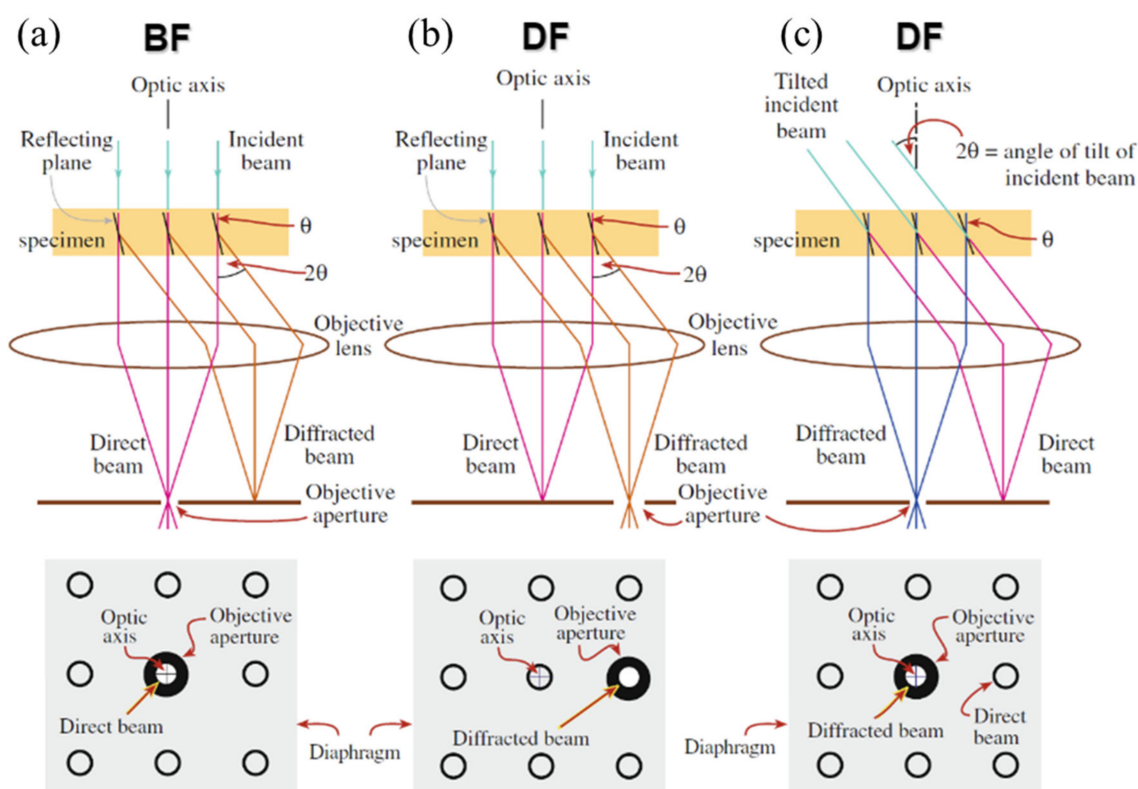 (a)
BF
Optic axis
Reflecting
plane
Incident
beam
θ
specimen
2θ
Objective
lens
Direct
beam
Diffracted
beam
Objective
aperture
Optic
axis
Objective
aperture
Direct beam
(b)
DF
Optic axis
Reflecting
plane
Incident
beam
θ
specimen
2θ
Objective
lens
Direct
beam
Diffracted
beam
Objective
aperture
Optic
axis
Objective
aperture
Diffracted beam
Diaphragm
(c)
DF
Tilted
incident
beam
Optic axis
2θ = angle of tilt of
incident beam
specimen
θ
Diffracted
beam
Direct
beam
Optic
axis
Objective
aperture
Diffracted beam
Direct
beam
Diaphragm